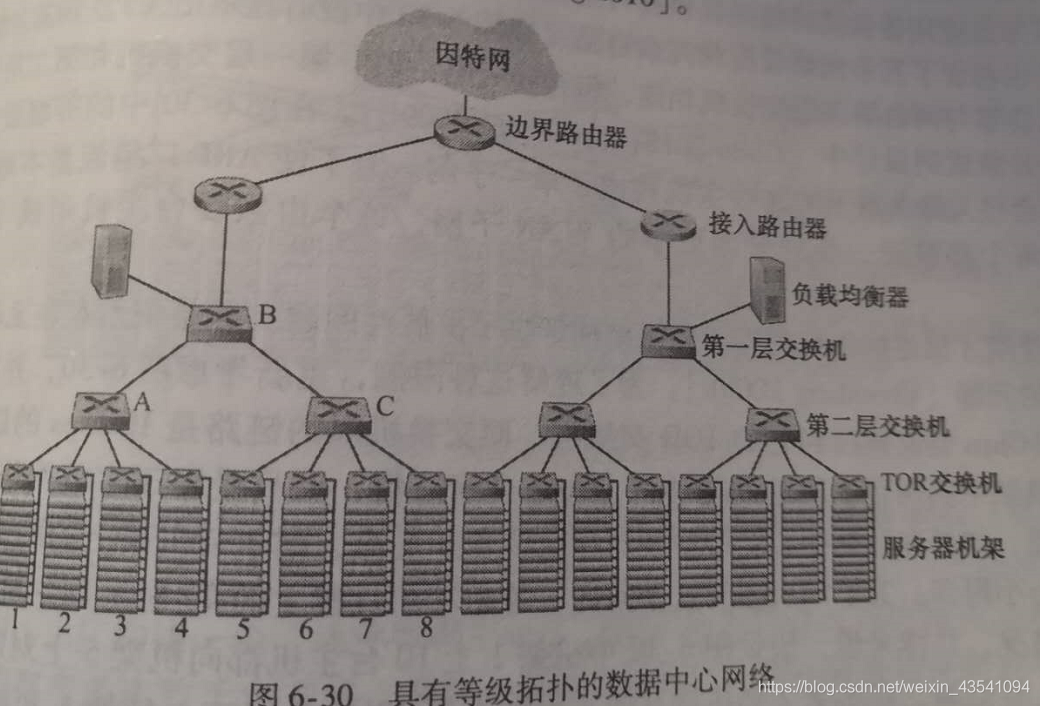 因特网
边界路由器
接入路由器
负载均衡器
B
第一层交换机
A
C
第二层交换机
TOR交换机
服务器机架
1 2 3 4 5 6 7 8
图 6-30 具有等级拓扑的数据中心网络
https://blog.csdn.net/weixin_43541094